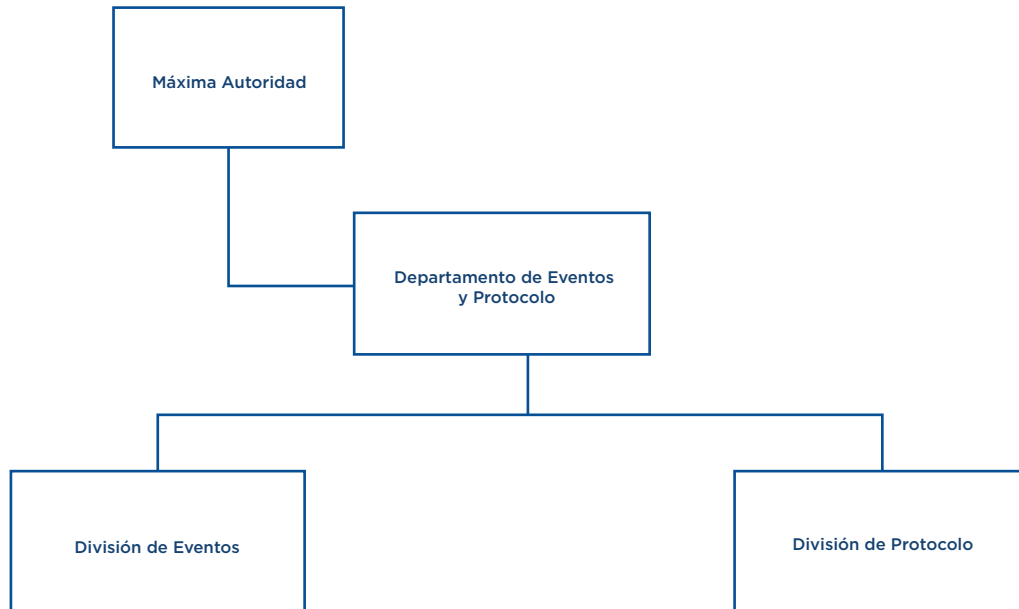 Máxima Autoridad
Departamento de Eventos
y Protocolo
División de Eventos
División de Protocolo